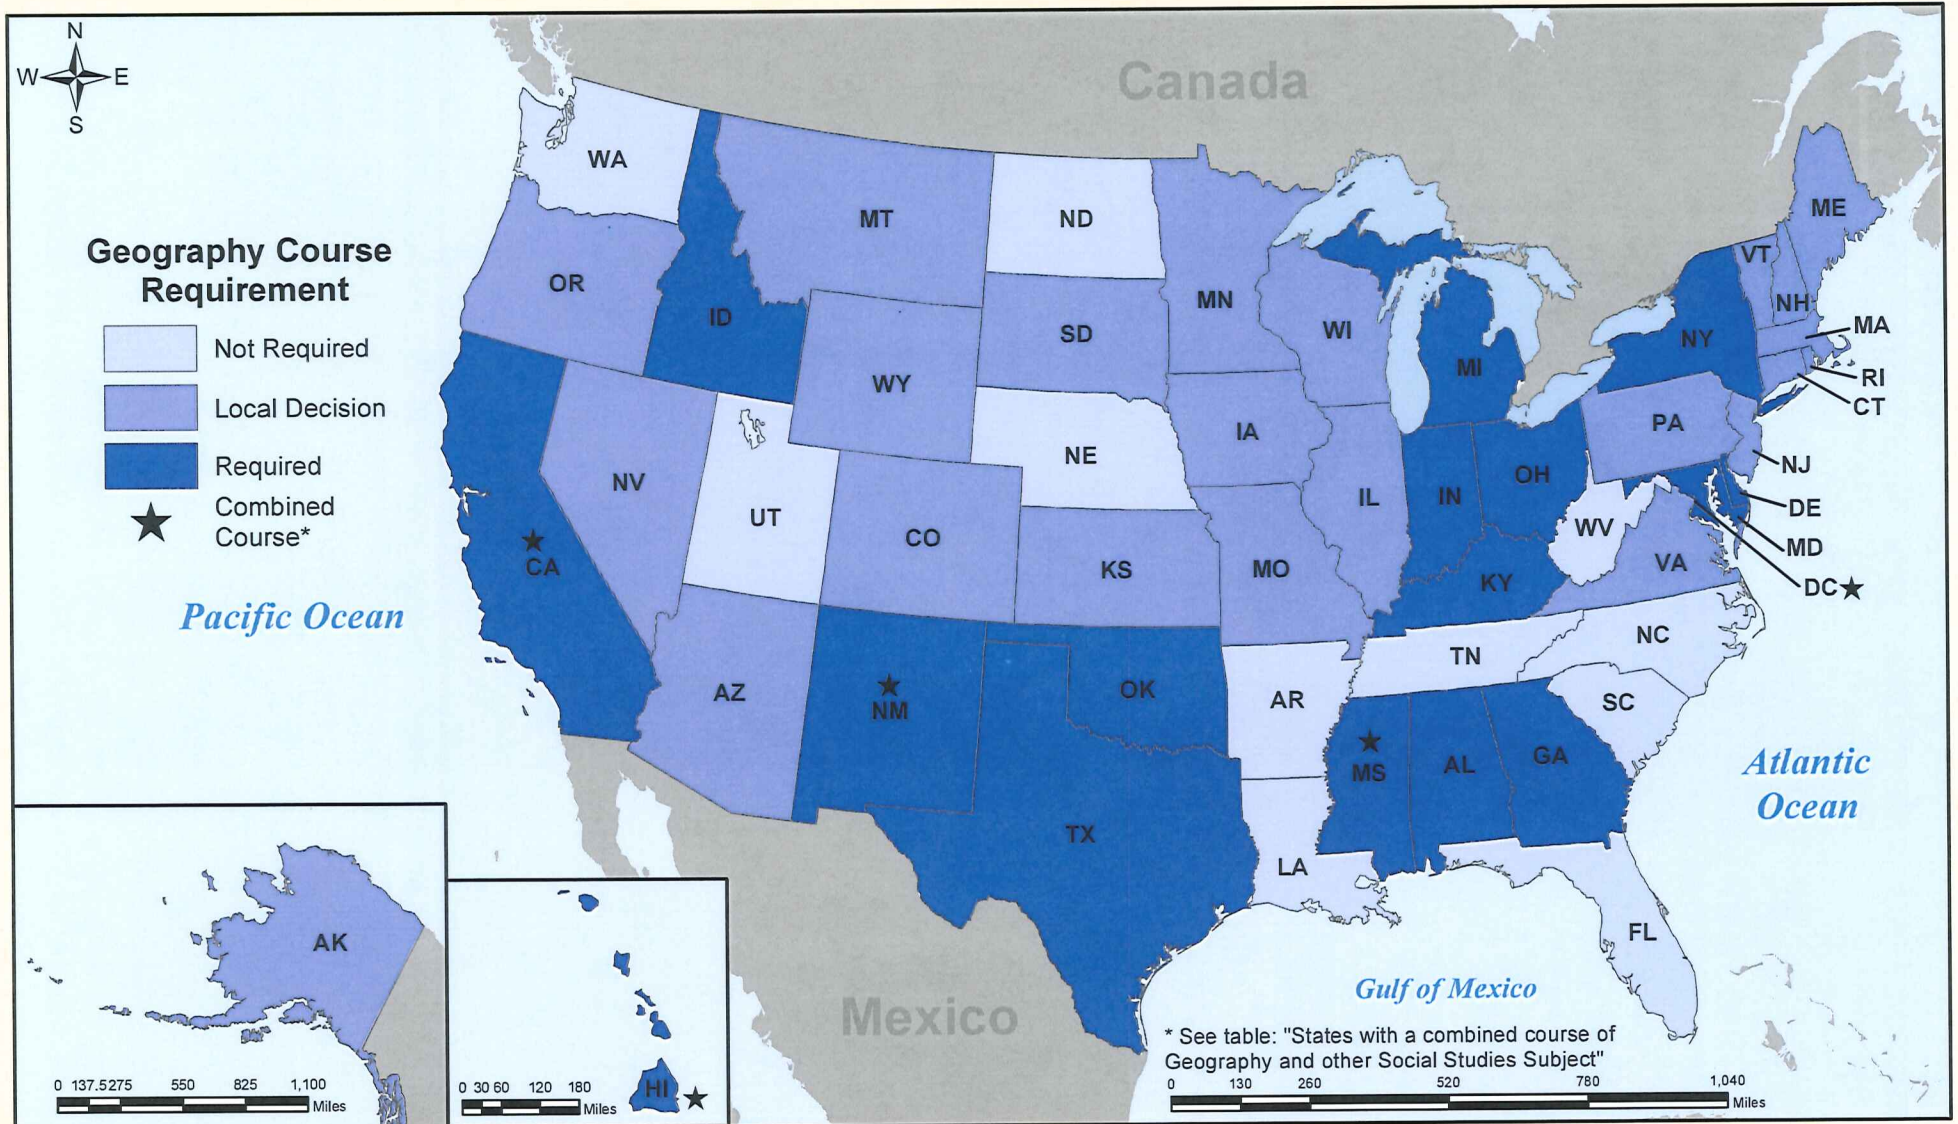 N
W E
S
Canada
Geography Course
Requirement
Not Required
Local Decision
Required
Combined
Course*
Pacific Ocean
Atlantic
Ocean
Gulf of Mexico
Mexico
WA
MT
ND
ME
OR
ID
MN
VT
NH
SD
WI
NY
MA
WY
MI
RI
CT
IA
PA
NE
NJ
NV
IL
IN
OH
DE
UT
CO
WV
MD
CA
KS
MO
KY
VA
DC
NC
TN
AZ
NM
OK
AR
SC
MS
AL
GA
TX
LA
FL
AK
HI
0 137.5275 550 825 1,100
Miles
0 30 60 120 180
Miles
* See table: "States with a combined course of
Geography and other Social Studies Subject"
0 130 260 520 780 1,040
Miles